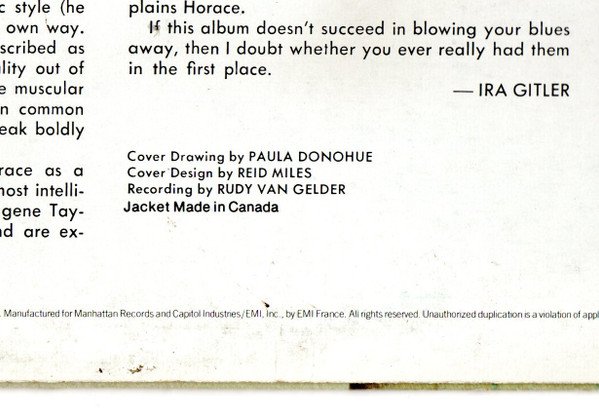 c style (he
own way.
scribed as
lity out of
e muscular
n common
eak boldly
race as a
most intelli-
gene Tay-
nd are ex-
plains Horace.
If this album doesn't succeed in blowing your blues
away, then I doubt whether you ever really had them
in the first place.
— IRA GITLER
Cover Drawing by PAULA DONOHUE
Cover Design by REID MILES
Recording by RUDY VAN GELDER
Jacket Made in Canada
. Manufactured for Manhattan Records and Capitol Industries/EMI, Inc., by EMI France. All rights reserved. Unauthorized duplication is a violation of appl